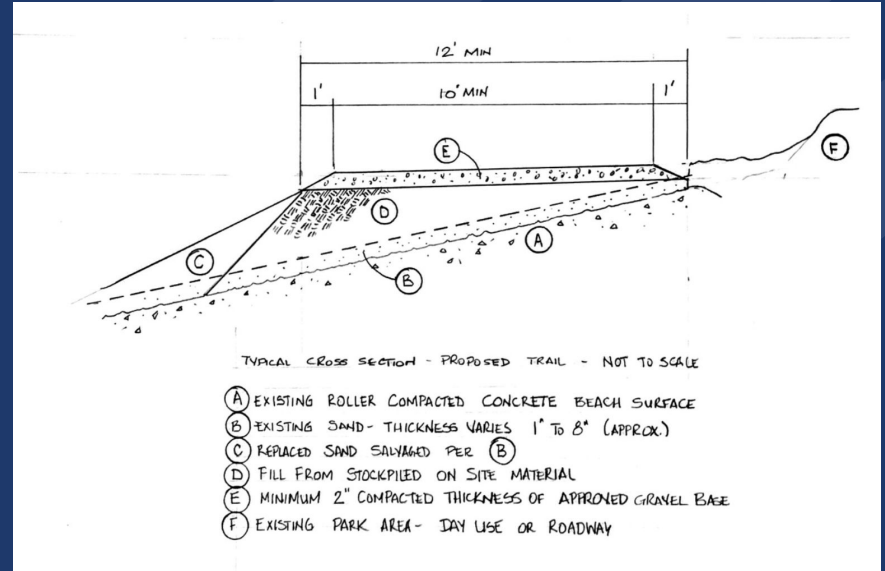 12' MIN
1' 10' MIN 1'
E
F
D
C
A
B
TYPICAL CROSS SECTION - PROPOSED TRAIL - NOT TO SCALE
A EXISTING ROLLER COMPACTED CONCRETE BEACH SURFACE
B EXISTING SAND - THICKNESS VARIES 1" TO 8" (APPROX.)
C REPLACED SAND SALVAGED PER B
D FILL FROM STOCKPILED ON SITE MATERIAL
E MINIMUM 2" COMPACTED THICKNESS OF APPROVED GRAVEL BASE
F EXISTING PARK AREA - DAY USE OR ROADWAY